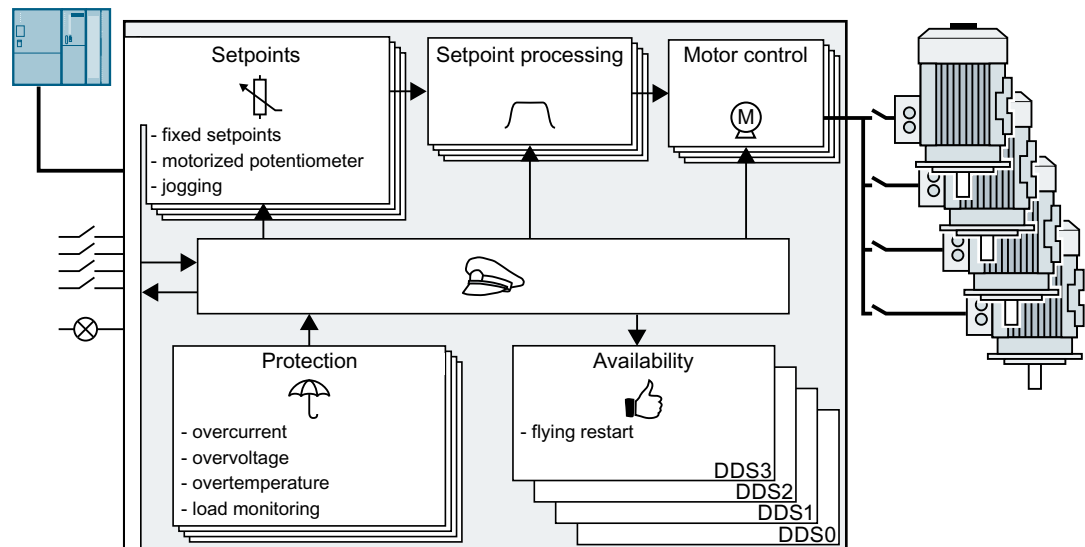 Setpoints
- fixed setpoints
- motorized potentiometer
- jogging
Setpoint processing
Motor control
M
Protection
- overcurrent
- overvoltage
- overtemperature
- load monitoring
Availability
- flying restart
DDS3
DDS2
DDS1
DDS0